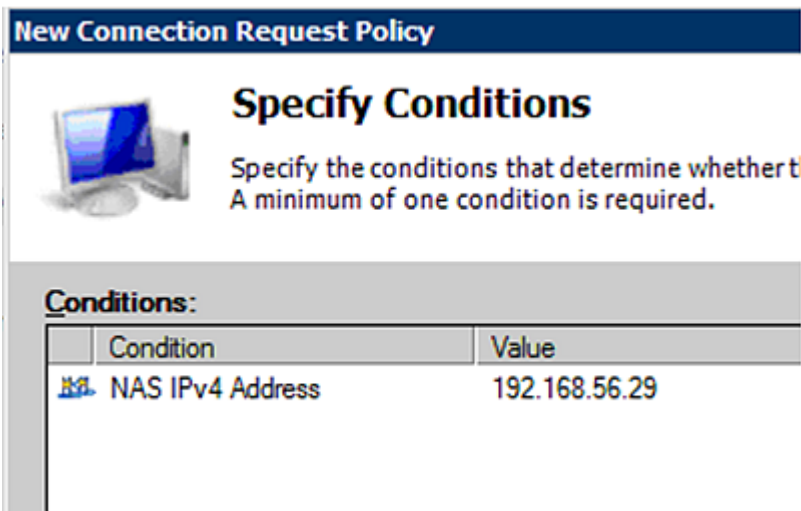 New Connection Request Policy
Specify Conditions
Specify the conditions that determine whether
A minimum of one condition is required.
Conditions:
Condition Value
NAS IPv4 Address 192.168.56.29